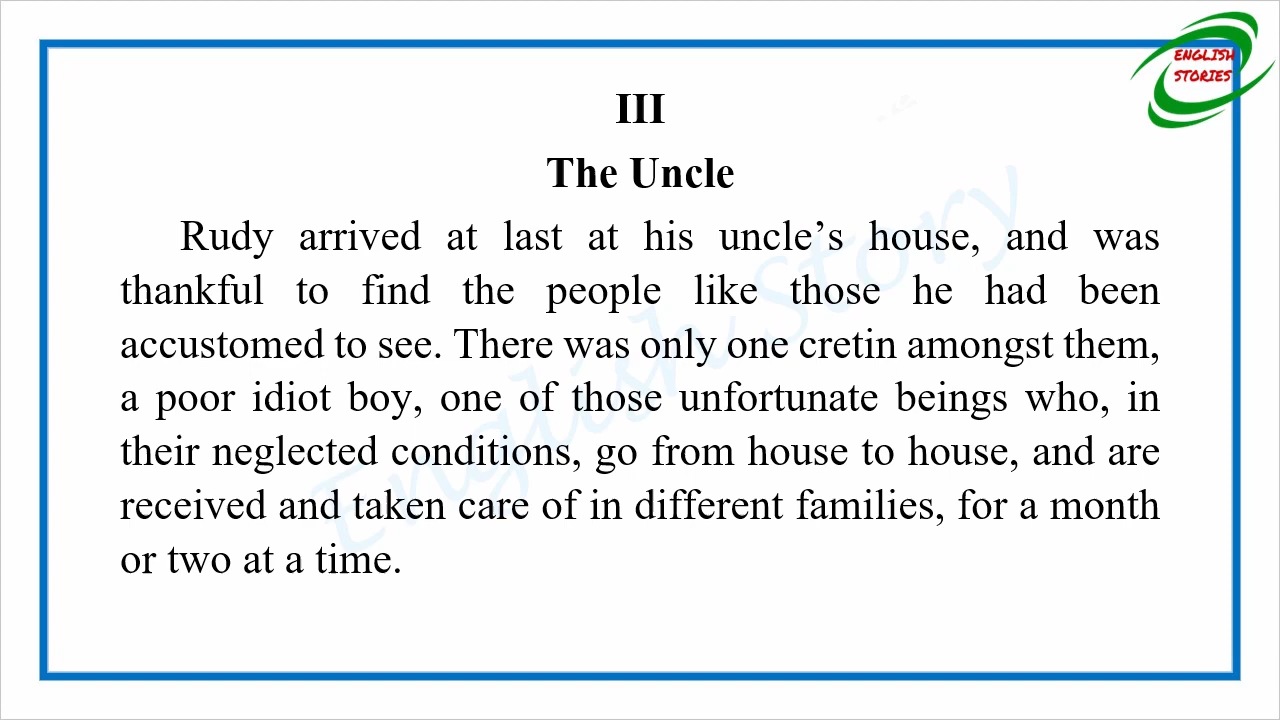 ENGLISH
STORIES
III
The Uncle
Rudy arrived at last at his uncle’s house, and was
thankful to find the people like those he had been
accustomed to see. There was only one cretin amongst them,
a poor idiot boy, one of those unfortunate beings who, in
their neglected conditions, go from house to house, and are
received and taken care of in different families, for a month
or two at a time.
English Story